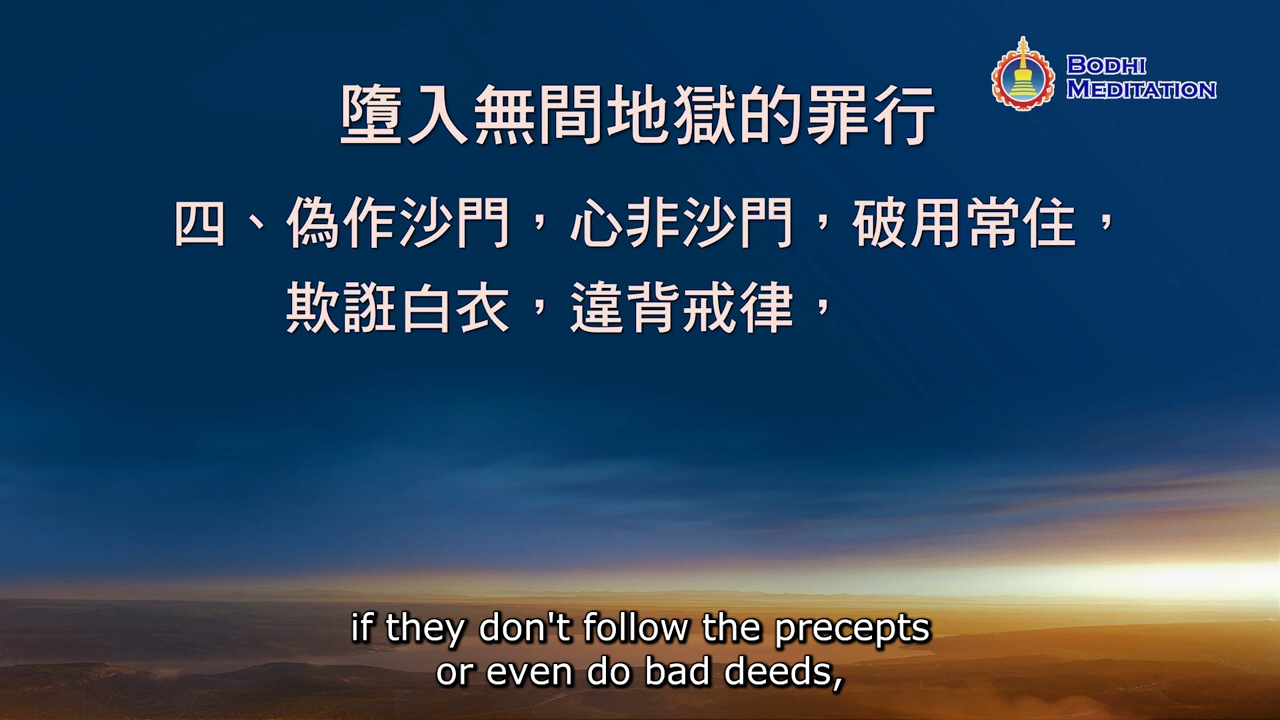 BODHI
MEDITATION
墮入無間地獄的罪行
四、偽作沙門，心非沙門，破用常住，
欺誑白衣，違背戒律，
if they don't follow the precepts
or even do bad deeds,